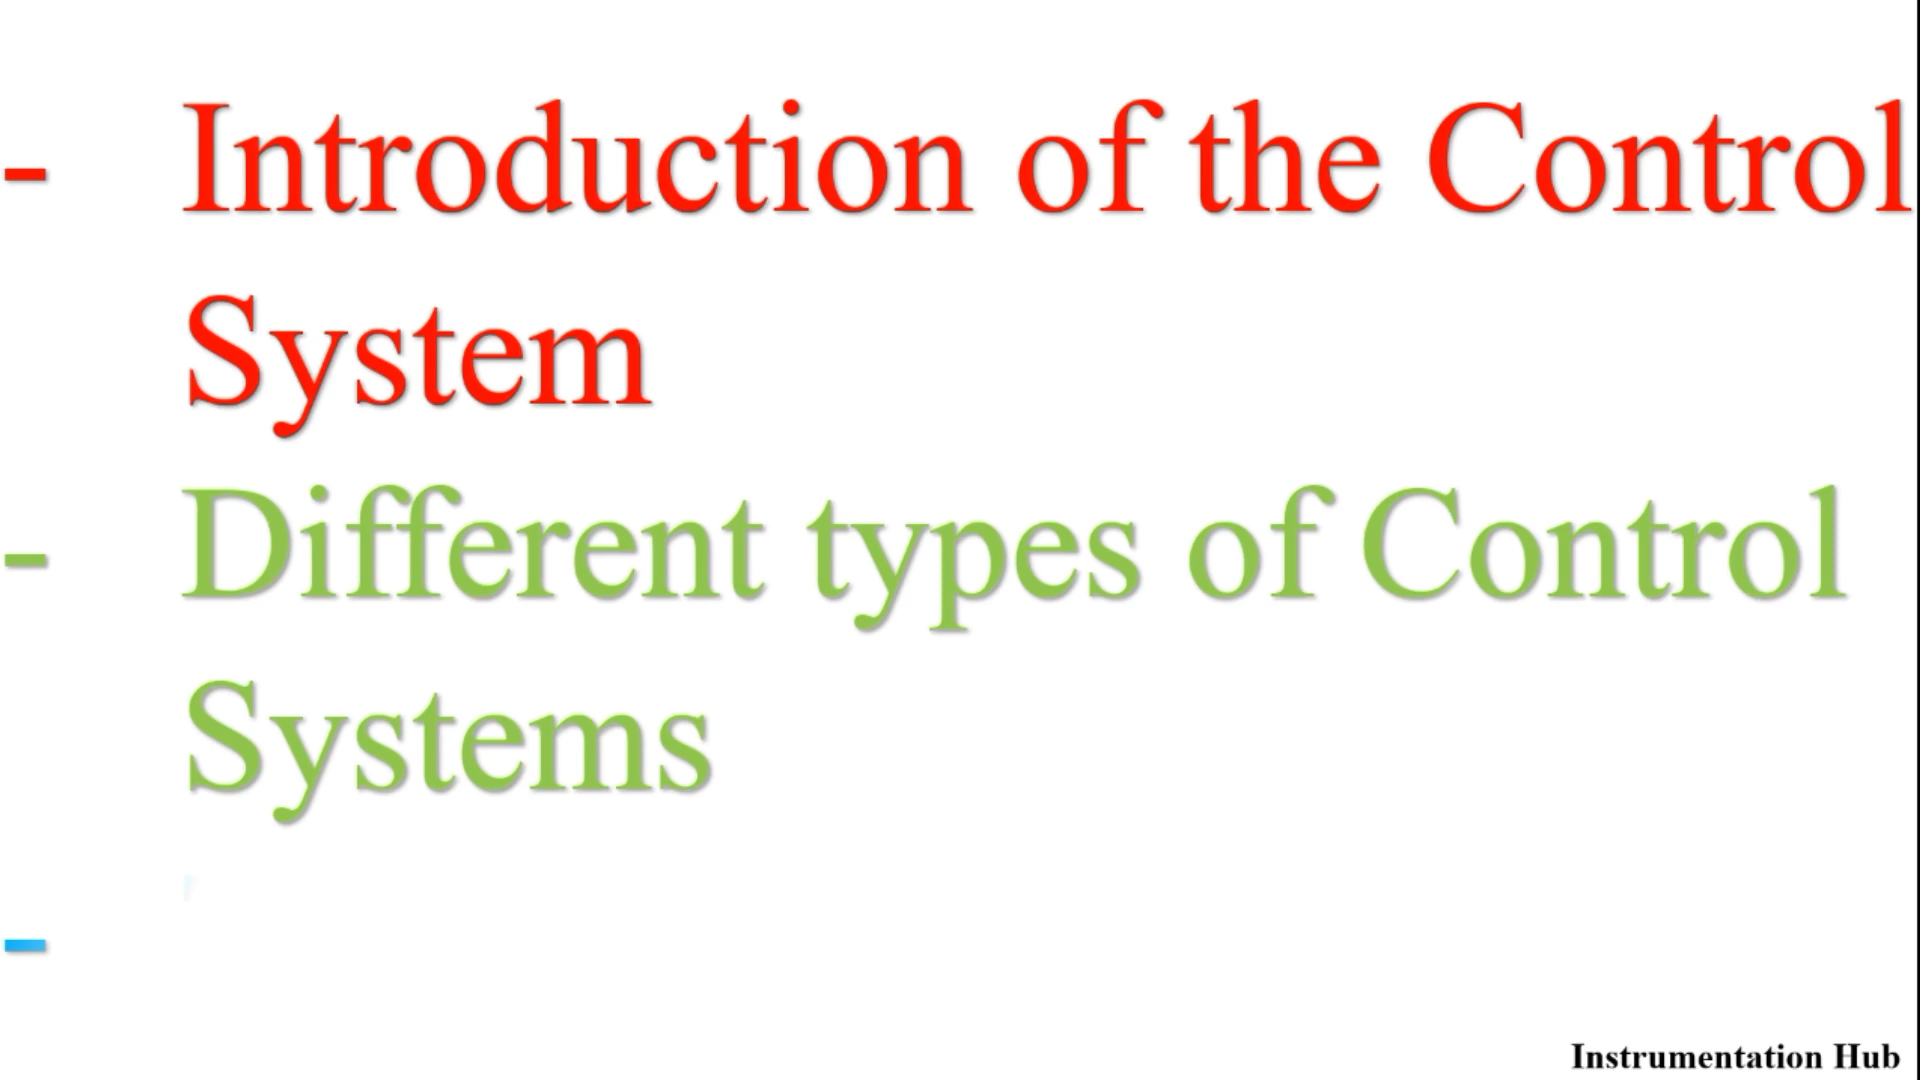 - Introduction of the Control
System
- Different types of Control
Systems
-
Instrumentation Hub